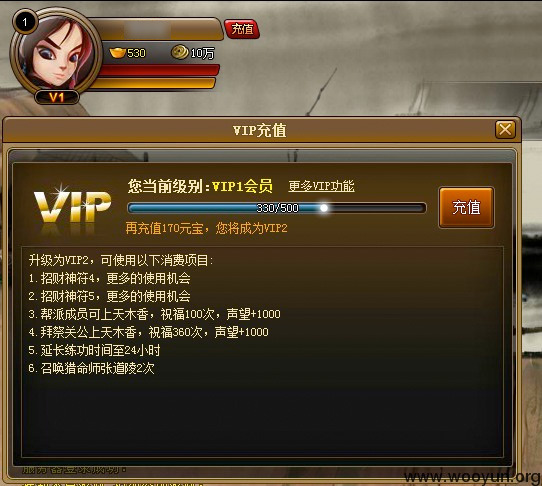 1
充值
530
10万
V1
VIP充值
VIP
您当前级别:VIP1会员 更多VIP功能
330/500
充值
再充值170元宝，您将成为VIP2
升级为VIP2，可使用以下消费项目:
1.招财神符4，更多的使用机会
2.招财神符5，更多的使用机会
3.帮派成员可上天木香，祝福100次，声望+1000
4.拜祭关公上天木香，祝福360次，声望+1000
5.延长练功时间至24小时
6.召唤猎命师张道陵2次
www.wooyun.org